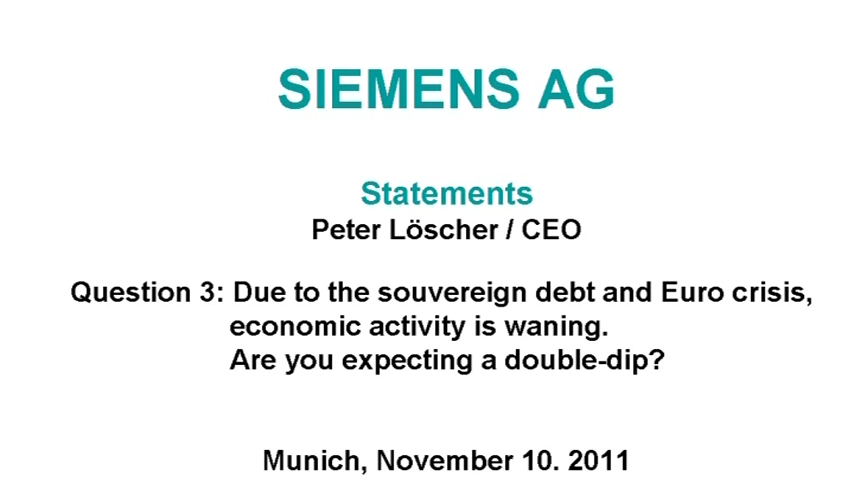 SIEMENS AG
Statements
Peter Löscher / CEO
Question 3: Due to the souvereign debt and Euro crisis,
economic activity is waning.
Are you expecting a double-dip?
Munich, November 10. 2011